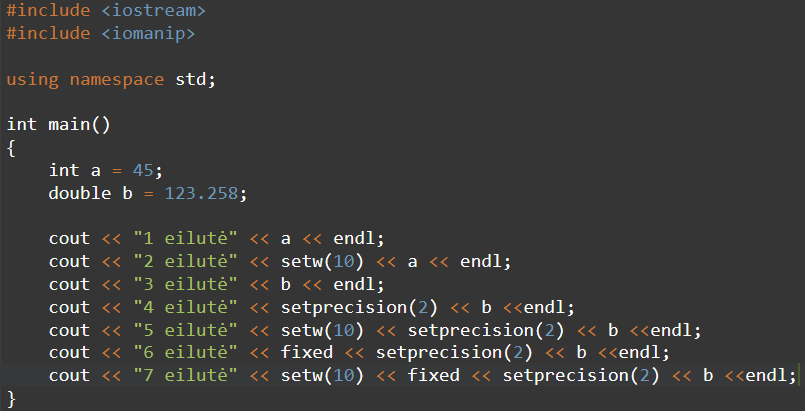 #include <iostream>
#include <iomanip>

using namespace std;

int main()
{
    int a = 45;
    double b = 123.258;

    cout << "1 eilutė" << a << endl;
    cout << "2 eilutė" << setw(10) << a << endl;
    cout << "3 eilutė" << b << endl;
    cout << "4 eilutė" << setprecision(2) << b <<endl;
    cout << "5 eilutė" << setw(10) << setprecision(2) << b <<endl;
    cout << "6 eilutė" << fixed << setprecision(2) << b <<endl;
    cout << "7 eilutė" << setw(10) << fixed << setprecision(2) << b <<endl;
}